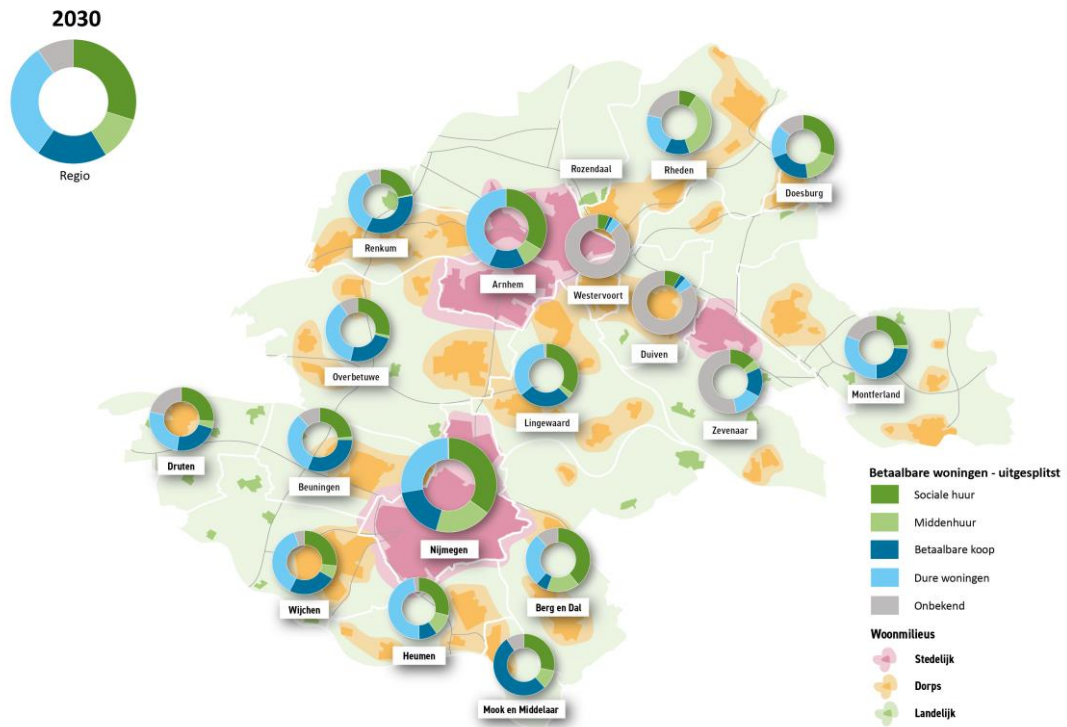 2030
Regio
Rozendaal
Rheden
Doesburg
Renkum
Arnhem
Westervoort
Duiven
Overbetuwe
Lingewaard
Zevenaar
Montferland
Druten
Beuningen
Nijmegen
Wijchen
Berg en Dal
Heumen
Mook en Middelaar
Betaalbare woningen - uitgesplitst
Sociale huur
Middenhuur
Betaalbare koop
Dure woningen
Onbekend
Woonmilieus
Stedelijk
Dorps
Landelijk